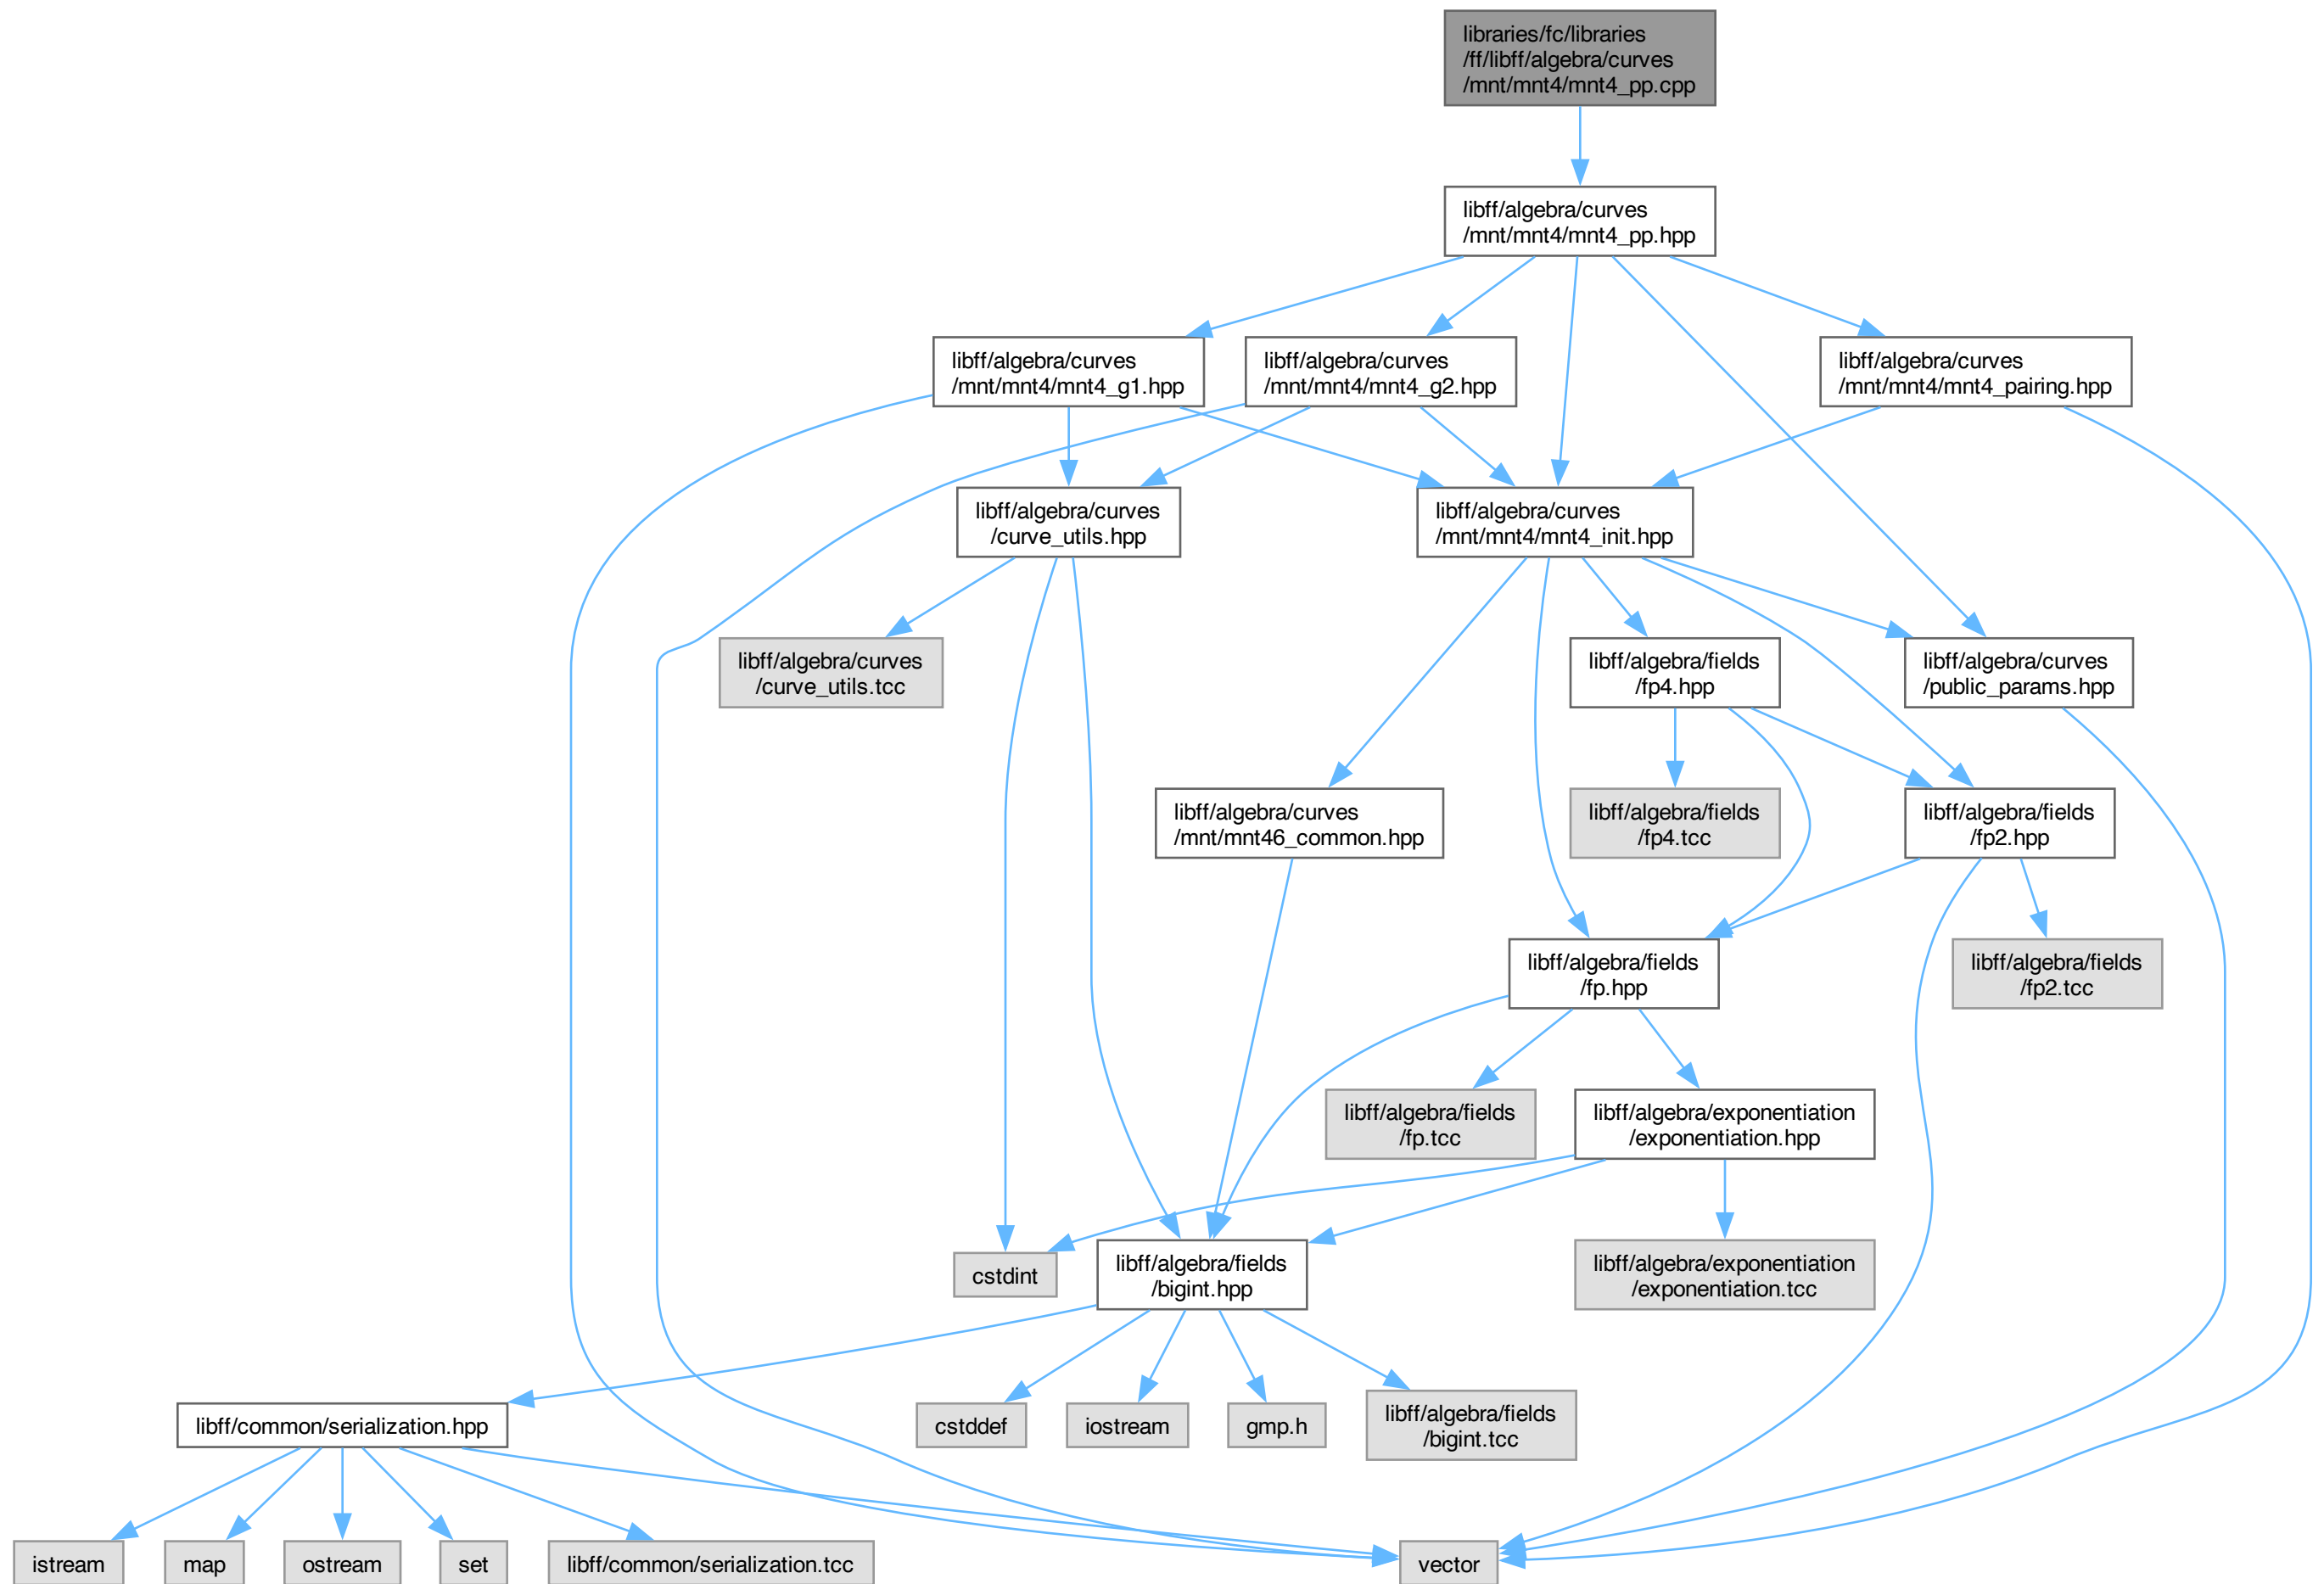 libraries/fc/libraries
/ff/libff/algebra/curves
/mnt/mnt4/mnt4_pp.cpp
libff/algebra/curves
/mnt/mnt4/mnt4_pp.hpp
libff/algebra/curves
/mnt/mnt4/mnt4_g1.hpp
libff/algebra/curves
/mnt/mnt4/mnt4_g2.hpp
libff/algebra/curves
/mnt/mnt4/mnt4_pairing.hpp
libff/algebra/curves
/curve_utils.hpp
libff/algebra/curves
/mnt/mnt4/mnt4_init.hpp
libff/algebra/curves
/curve_utils.tcc
libff/algebra/fields
/fp4.hpp
libff/algebra/curves
/public_params.hpp
libff/algebra/curves
/mnt/mnt46_common.hpp
libff/algebra/fields
/fp4.tcc
libff/algebra/fields
/fp2.hpp
libff/algebra/fields
/fp.hpp
libff/algebra/fields
/fp2.tcc
libff/algebra/fields
/fp.tcc
libff/algebra/exponentiation
/exponentiation.hpp
cstdint
libff/algebra/fields
/bigint.hpp
libff/algebra/exponentiation
/exponentiation.tcc
libff/common/serialization.hpp
cstddef
iostream
gmp.h
libff/algebra/fields
/bigint.tcc
istream
map
ostream
set
libff/common/serialization.tcc
vector